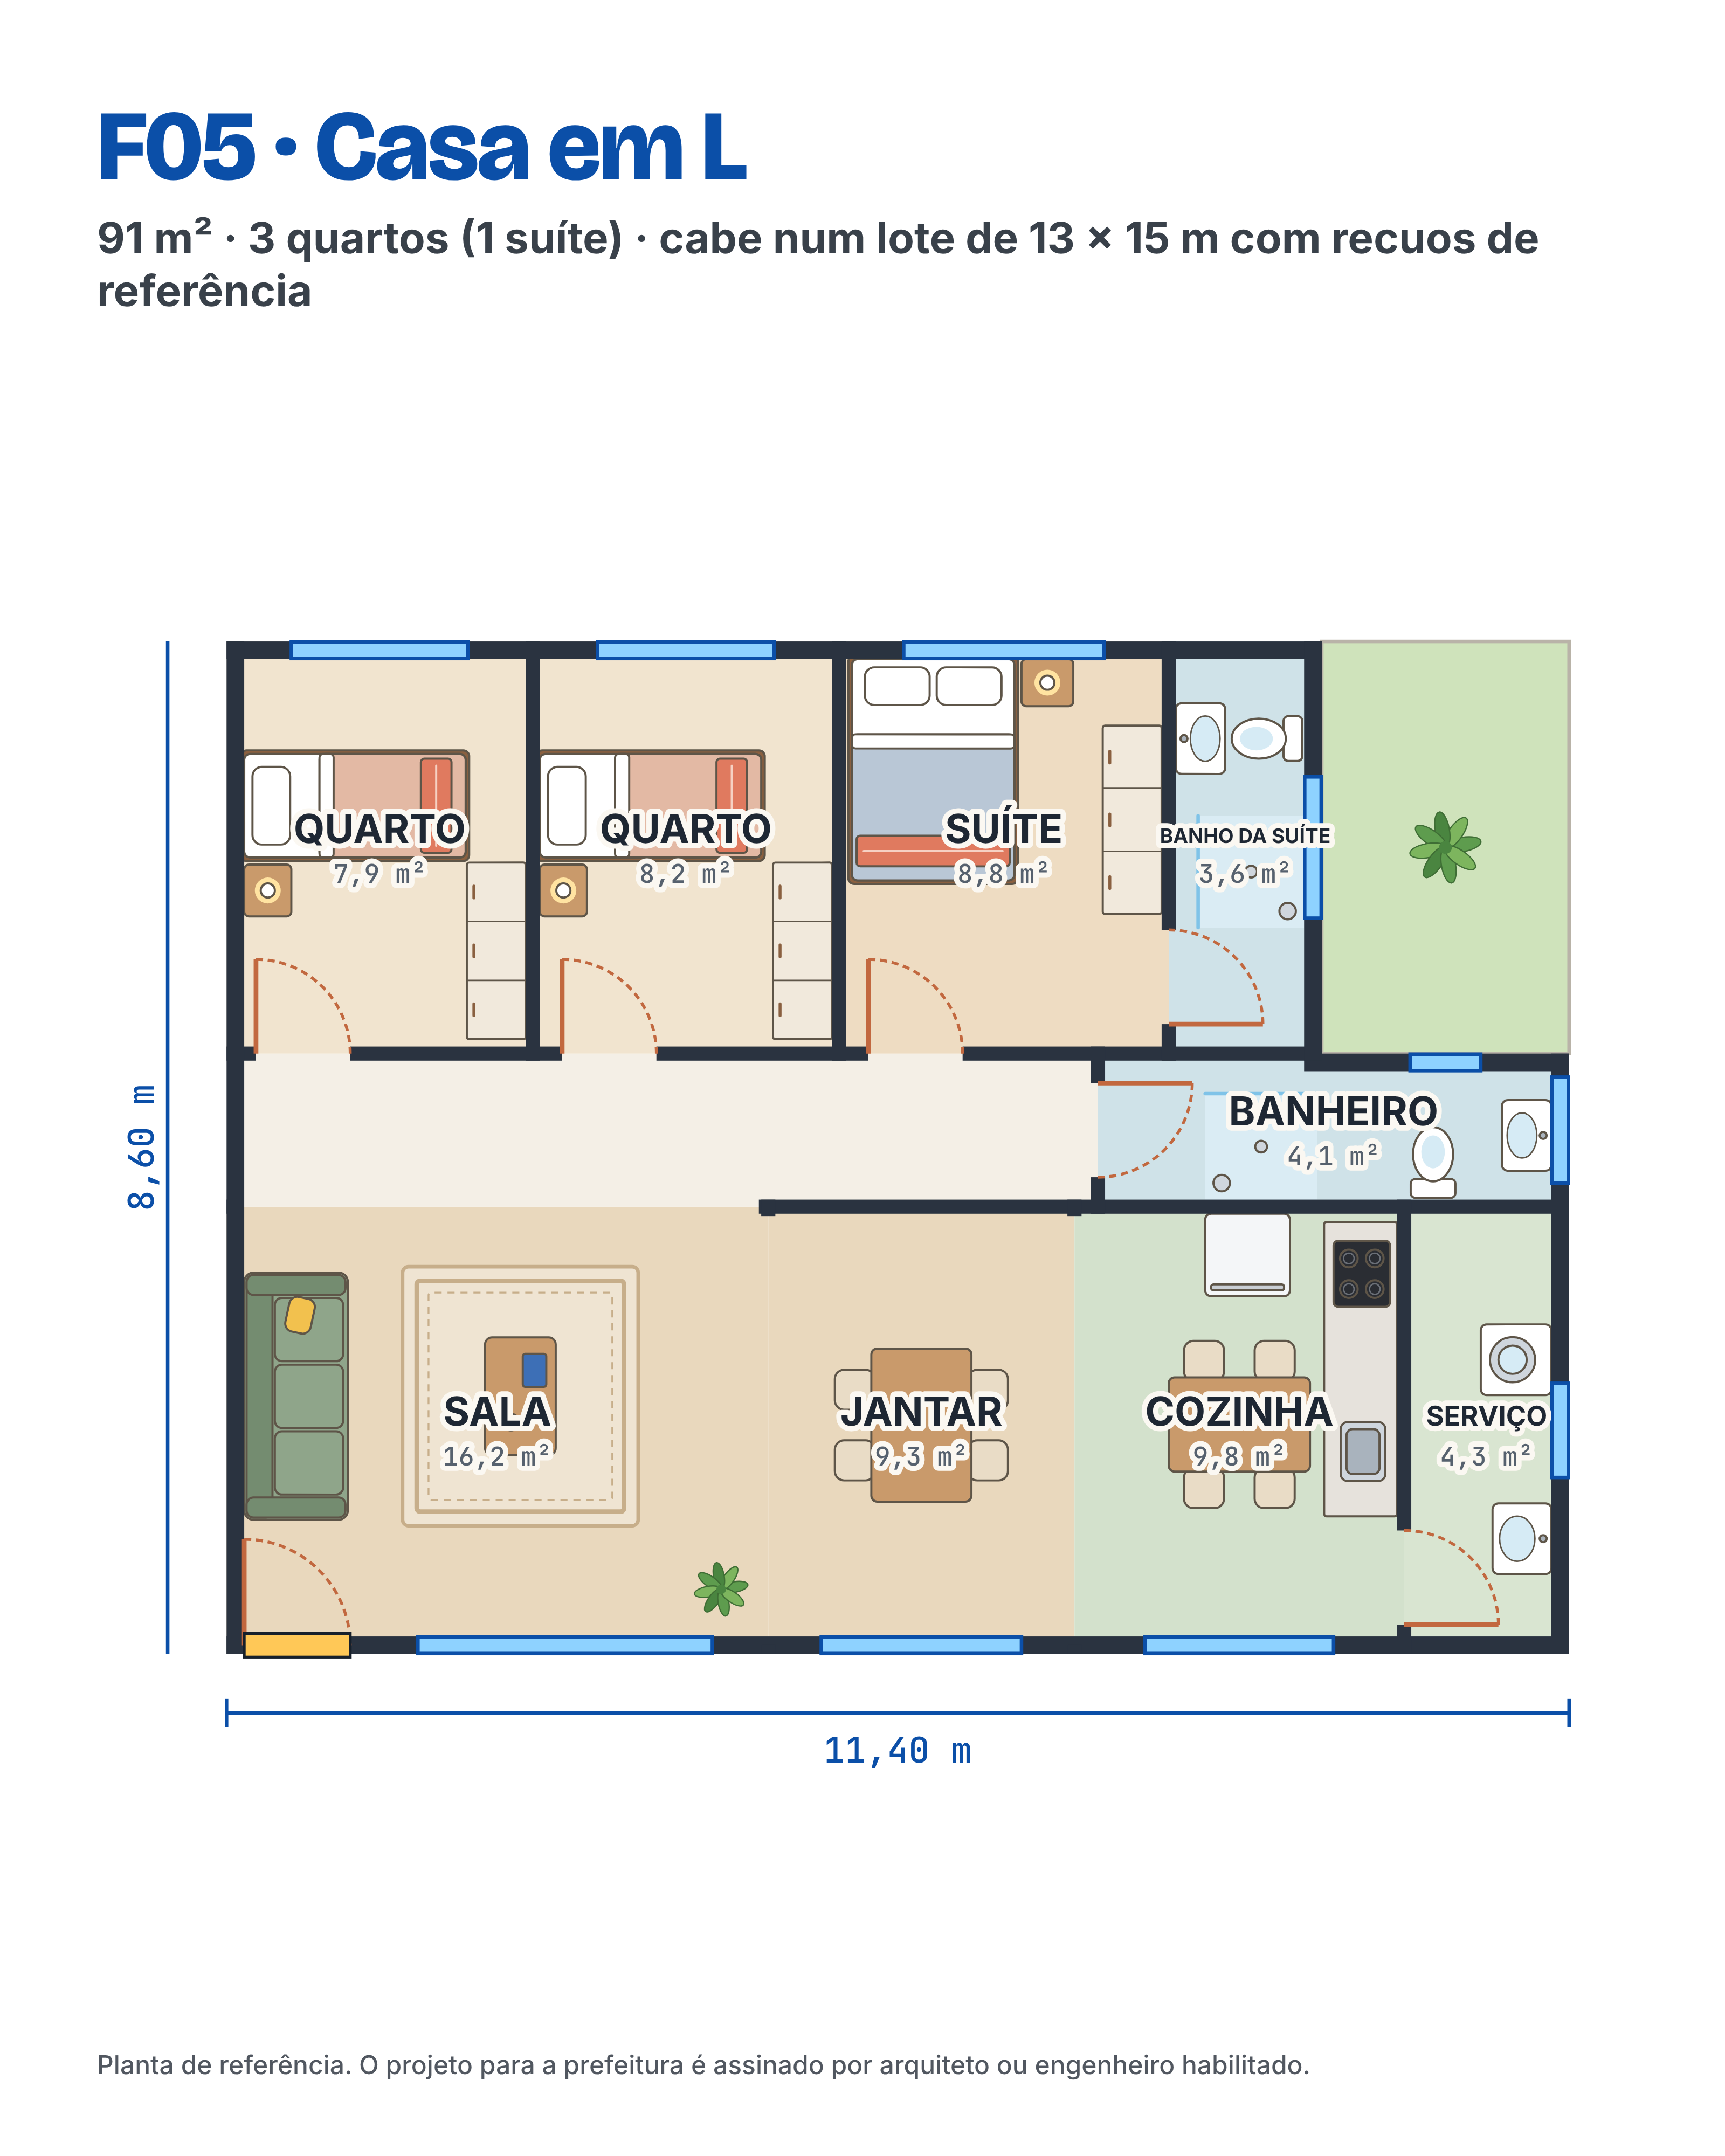 F05 · Casa em L
91 m² · 3 quartos (1 suíte) · cabe num lote de 13 × 15 m com recuos de
referência
QUARTO
7,9 m²
QUARTO
8,2 m²
SUÍTE
8,8 m²
BANHO DA SUÍTE
3,6 m²
BANHEIRO
4,1 m²
8,60 m
SALA
16,2 m²
JANTAR
9,3 m²
COZINHA
9,8 m²
SERVIÇO
4,3 m²
11,40 m
Planta de referência. O projeto para a prefeitura é assinado por arquiteto ou engenheiro habilitado.